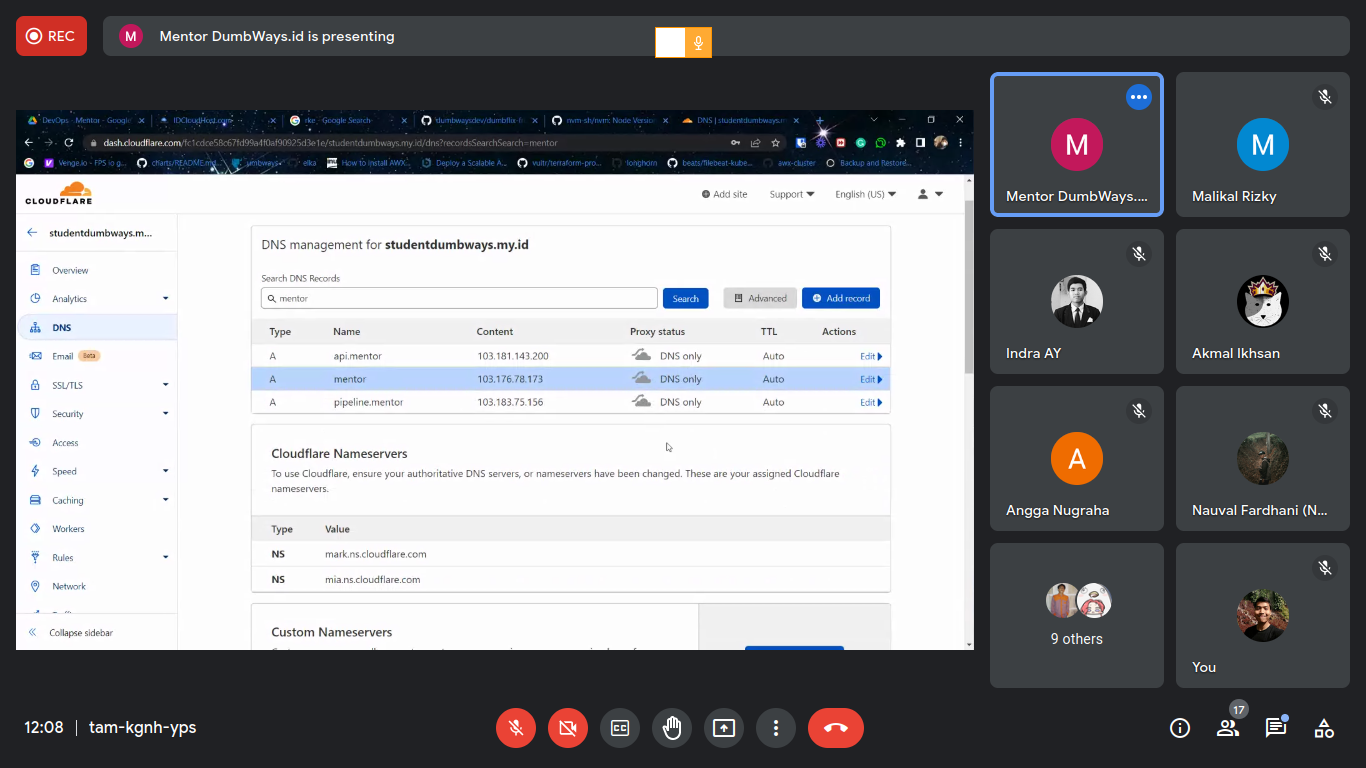 REC
M
Mentor DumbWays.id is presenting
DevOps - Mentor - Google
IDCloudHost.com
rke - Google Search
dumbwaysdev/dumbflix-f
nvm-sh/nvm: Node Version
DNS | studentdumbways.m
dash.cloudflare.com/fc1cdce58c67fd99a4f0af90925d3e1e/studentdumbways.my.id/dns?recordsSearchSearch=mentor
Venge.io - FPS io g...
charts/README.m...
umbways
elka
How to install AWX...
Deploy a Scalable A...
vultr/terraform-pro...
longhorn
beats/filebeat-kube...
awx-cluster
Backup and Restor...
CLOUDFLARE
Add site
Support
English (US)
studentdumbways.m...
Overview
Analytics
DNS
Email Beta
SSL/TLS
Security
Access
Speed
Caching
Workers
Rules
Network
Collapse sidebar
DNS management for studentdumbways.my.id
Search DNS Records
mentor
Search
Advanced
Add record
Type Name Content Proxy status TTL Actions
A api.mentor 103.181.143.200 DNS only Auto Edit
A mentor 103.176.78.173 DNS only Auto Edit
A pipeline.mentor 103.183.75.156 DNS only Auto Edit
Cloudflare Nameservers
To use Cloudflare, ensure your authoritative DNS servers, or nameservers have been changed. These are your assigned Cloudflare
nameservers.
Type Value
NS mark.ns.cloudflare.com
NS mia.ns.cloudflare.com
Custom Nameservers
M
Mentor DumbWays....
M
Malikal Rizky
Indra AY
Akmal Ikhsan
A
Angga Nugraha
Nauval Fardhani (N...
9 others
You
12:08 | tam-kgnh-yps
CC
17